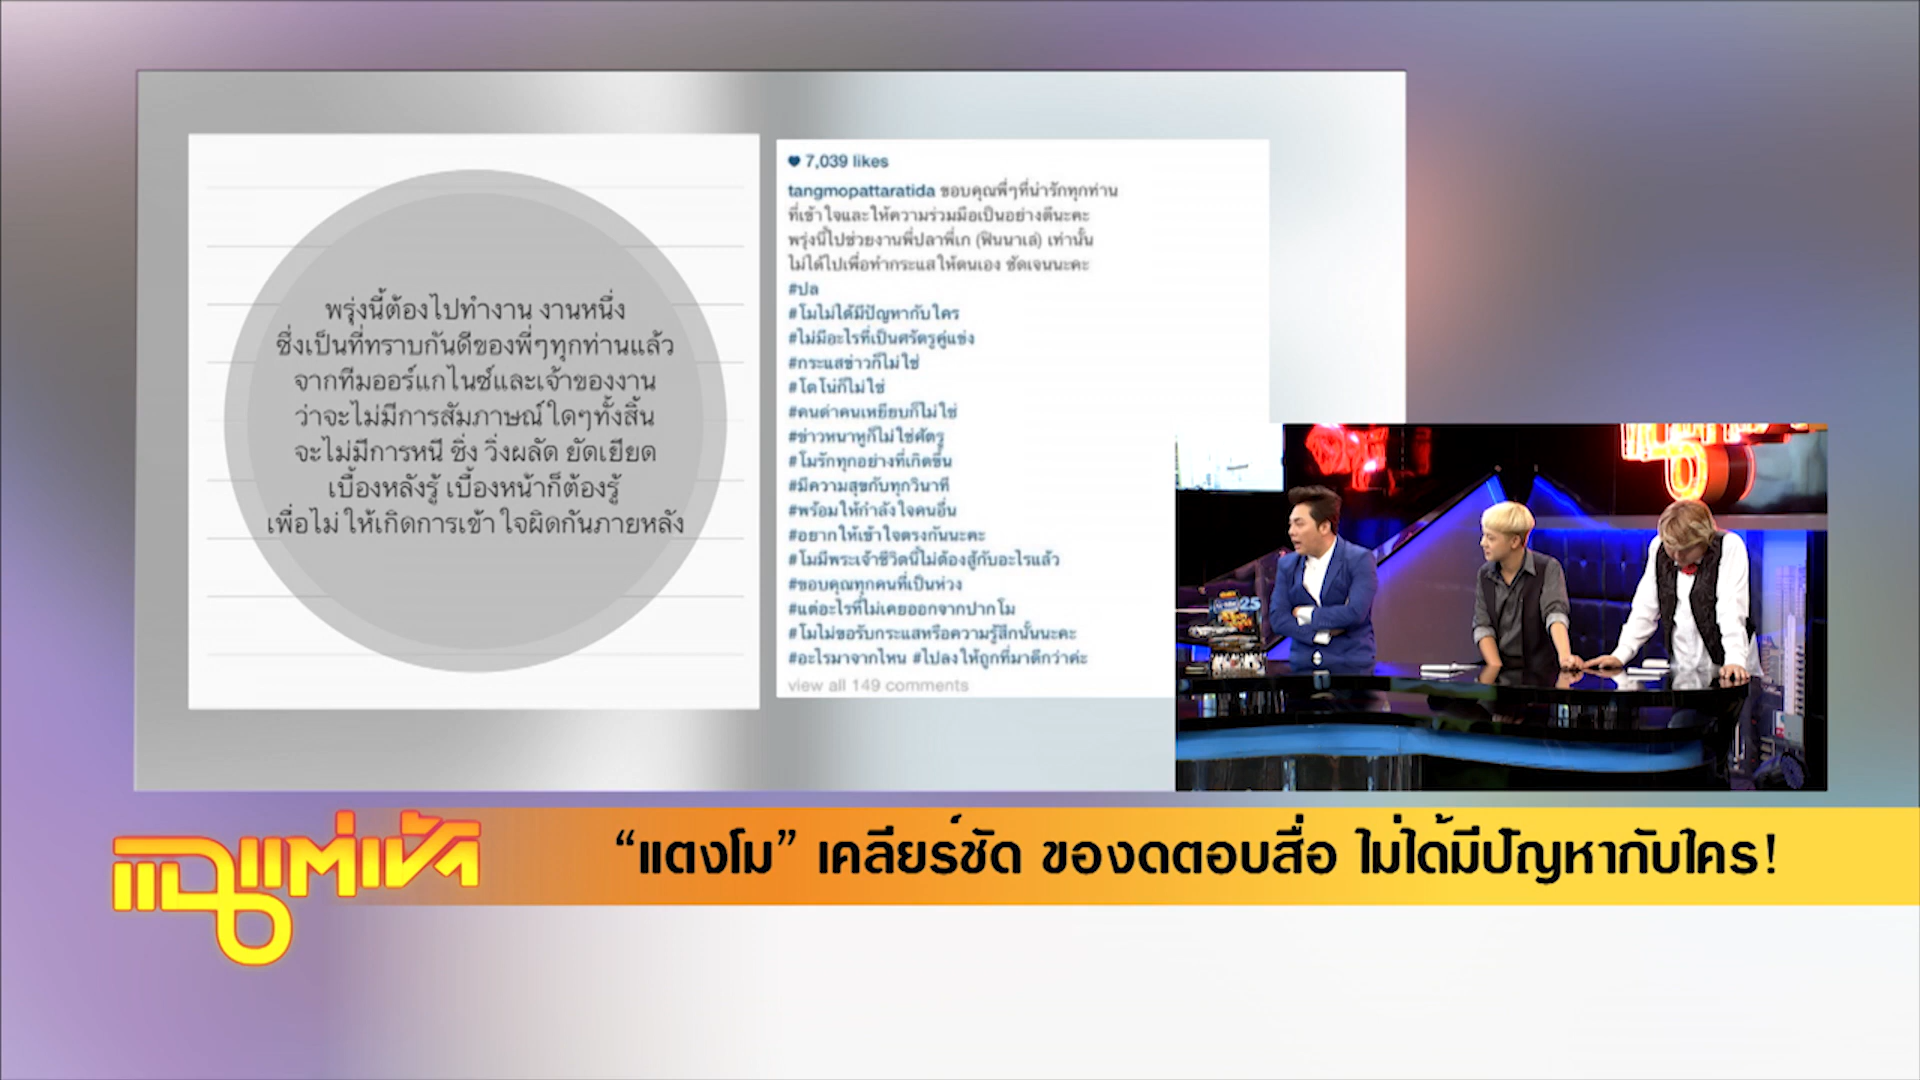 พรุ่งนี้ต้องไปทำงาน งานหนึ่ง
ซึ่งเป็นที่ทราบกันดีของพี่ๆทุกท่านแล้ว
จากทีมออร์แกไนซ์และเจ้าของงาน
ว่าจะไม่มีการสัมภาษณ์ใดๆทั้งสิ้น
จะไม่มีการหนี ซิ่ง วิ่งผลัด ยัดเยียด
เบื้องหลังรู้ เบื้องหน้าก็ต้องรู้
เพื่อไม่ให้เกิดการเข้าใจผิดกันภายหลัง
7,039 likes
tangmopattaratida ขอบคุณพี่ๆที่น่ารักทุกท่าน
ที่เข้าใจและให้ความร่วมมือเป็นอย่างดีนะคะ
พรุ่งนี้ไปช่วยงานพี่ปลาพี่เก (ฟินนาเล่) เท่านั้น
ไม่ได้ไปเพื่อทำกระแสให้ตนเอง ชัดเจนนะคะ
#ปล
#โมไม่ได้มีปัญหากับใคร
#ไม่มีอะไรที่เป็นศรัตรูคู่แข่ง
#กระแสข่าวก็ไม่ใช่
#โตโน่ก็ไม่ใช่
#คนด่าคนเหยียบก็ไม่ใช่
#ข่าวหนาหูก็ไม่ใช่ศัตรู
#โมรักทุกอย่างที่เกิดขึ้น
#มีความสุขกับทุกวินาที
#พร้อมให้กำลังใจคนอื่น
#อยากให้เข้าใจตรงกันนะคะ
#โมมีพระเจ้าชีวิตนี้ไม่ต้องสู้กับอะไรแล้ว
#ขอบคุณทุกคนที่เป็นห่วง
#แต่อะไรที่ไม่เคยออกจากปากโม
#โมไม่ขอรับกระแสหรือความรู้สึกนั้นนะคะ
#อะไรมาจากไหน #ไปลงให้ถูกที่มาดีกว่าค่ะ
view all 149 comments
25
แฉแต่เช้า
“แตงโม” เคลียร์ชัด ของดตอบสื่อ ไม่ได้มีปัญหากับใคร!